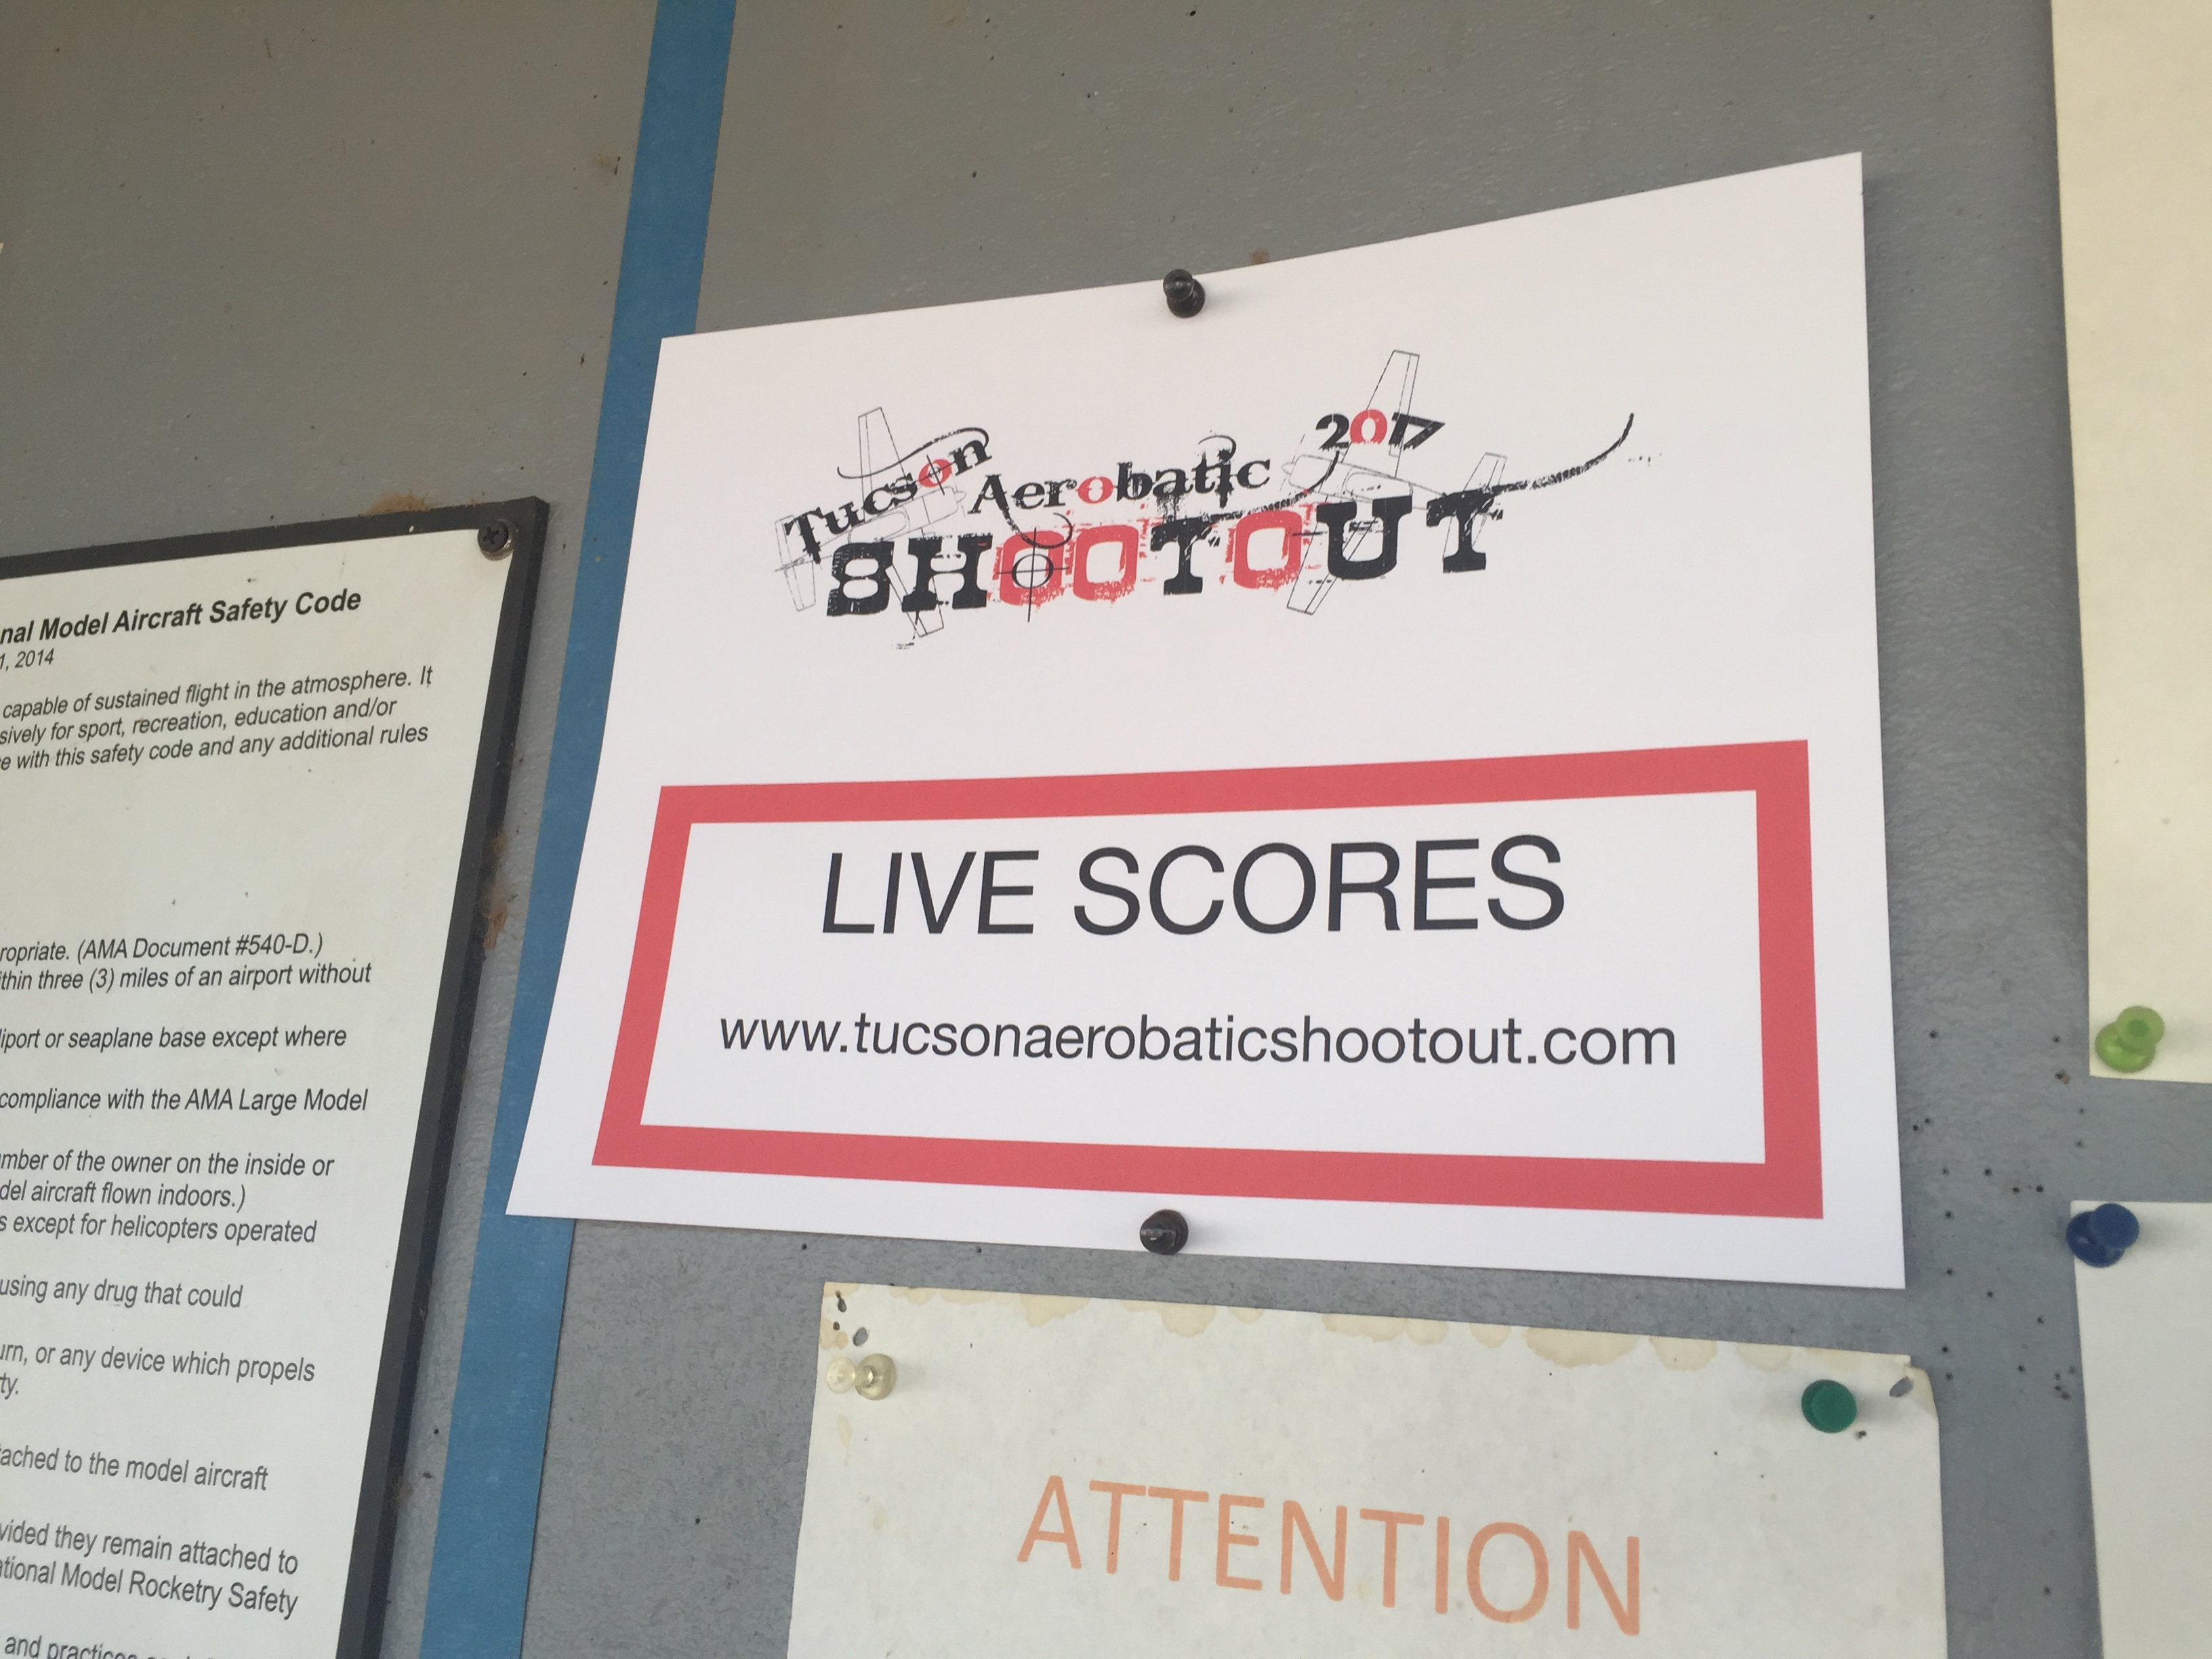 nal Model Aircraft Safety Code
1, 2014
capable of sustained flight in the atmosphere. It
sively for sport, recreation, education and/or
e with this safety code and any additional rules
ropriate. (AMA Document #540-D.)
ithin three (3) miles of an airport without
liport or seaplane base except where
compliance with the AMA Large Model
mber of the owner on the inside or
del aircraft flown indoors.)
s except for helicopters operated
using any drug that could
urn, or any device which propels
ty.
tached to the model aircraft
vided they remain attached to
ational Model Rocketry Safety
and practices
Tucson Aerobatic 2017
SHOOTOUT
LIVE SCORES
www.tucsonaerobaticshootout.com
ATTENTION